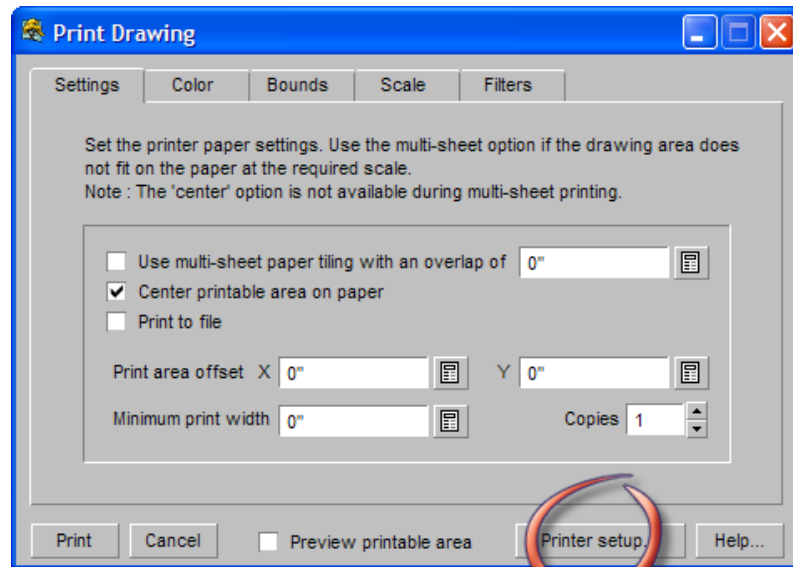 Print Drawing
Settings Color Bounds Scale Filters
Set the printer paper settings. Use the multi-sheet option if the drawing area does
not fit on the paper at the required scale.
Note : The 'center' option is not available during multi-sheet printing.
Use multi-sheet paper tiling with an overlap of 0"
Center printable area on paper
Print to file
Print area offset X 0" Y 0"
Minimum print width 0" Copies 1
Print Cancel Preview printable area Printer setup. Help...